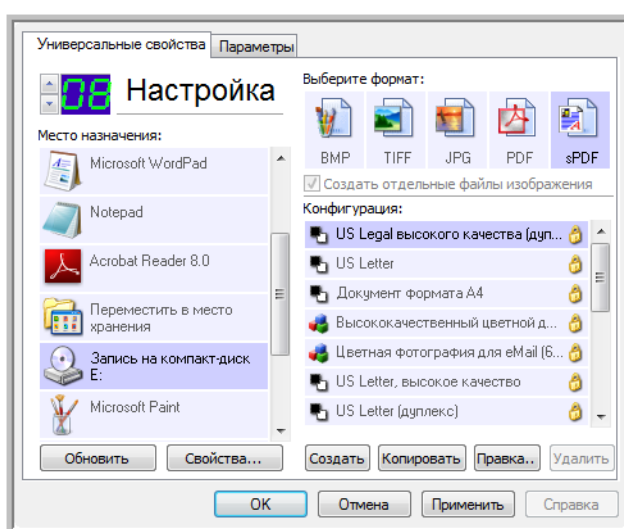 Универсальные свойства Параметры
08 Настройка
Место назначения:
Microsoft WordPad
Notepad
Acrobat Reader 8.0
Переместить в место
хранения
Запись на компакт-диск
E:
Microsoft Paint
Обновить Свойства...
Выберите формат:
BMP TIFF JPG PDF sPDF
Создать отдельные файлы изображения
Конфигурация:
US Legal высокого качества (дуп...
US Letter
Документ формата A4
Высококачественный цветной д...
Цветная фотография для eMail (6...
US Letter, высокое качество
US Letter (дуплекс)
Создать Копировать Правка.. Удалить
OK Отмена Применить Справка